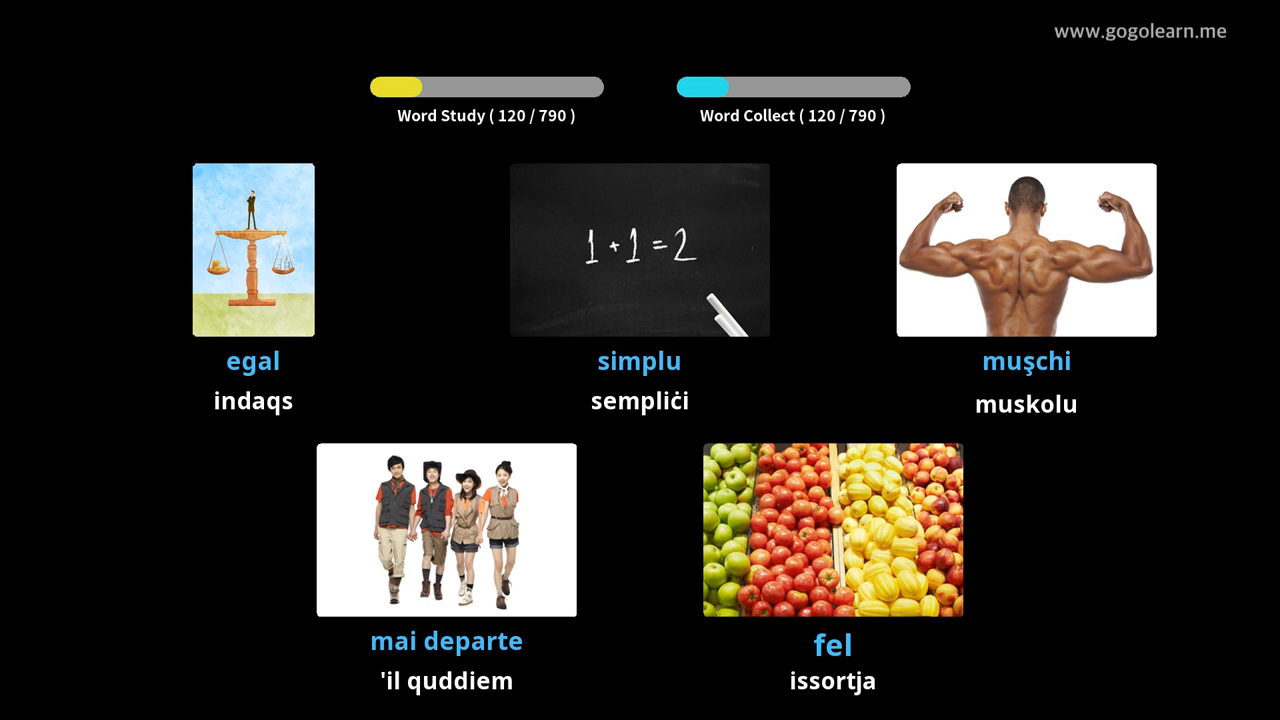 www.gogolearn.me
Word Study ( 120 / 790 )
Word Collect ( 120 / 790 )
1 + 1 = 2
egal
indaqs
simplu
sempliċi
muşchi
muskolu
mai departe
'il quddiem
fel
issortja